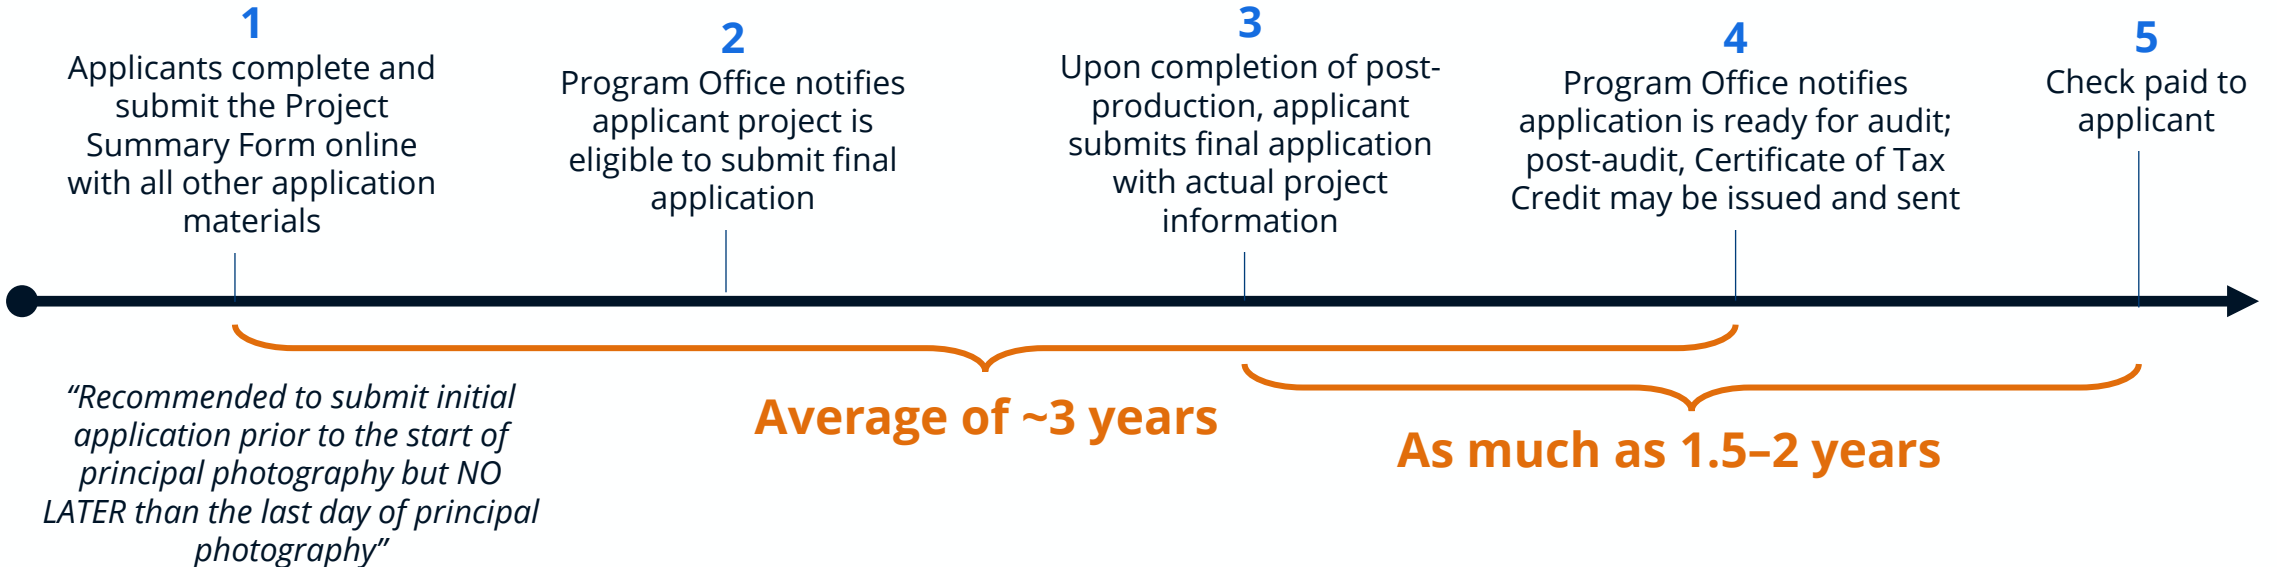 1
Applicants complete and
submit the Project
Summary Form online
with all other application
materials
2
Program Office notifies
applicant project is
eligible to submit final
application
3
Upon completion of post-
production, applicant
submits final application
with actual project
information
4
Program Office notifies
application is ready for audit;
post-audit, Certificate of Tax
Credit may be issued and sent
5
Check paid to
applicant
“Recommended to submit initial
application prior to the start of
principal photography but NO
LATER than the last day of principal
photography”
Average of ~3 years
As much as 1.5–2 years